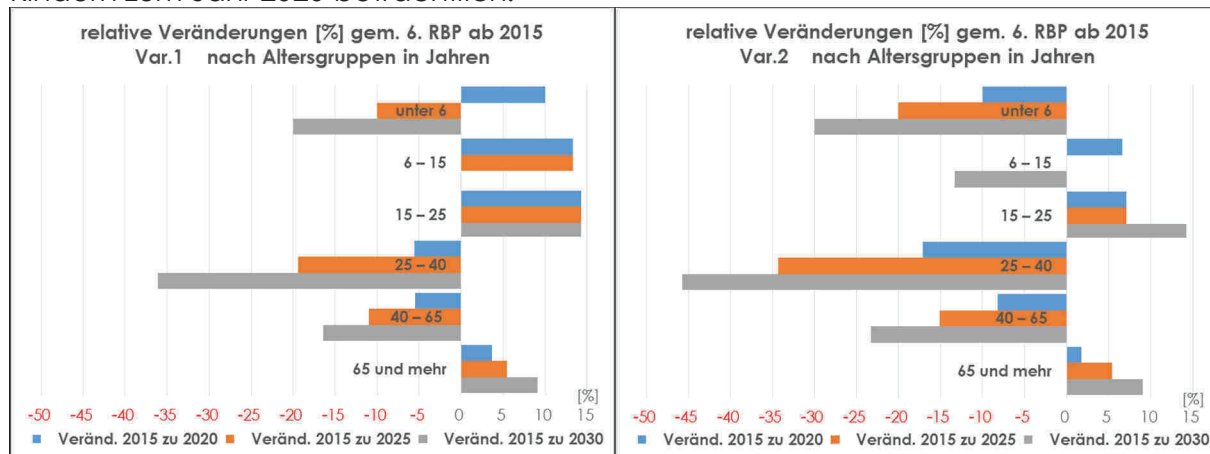 relative Veränderungen [%] gem. 6. RBP ab 2015
Var.1 nach Altersgruppen in Jahren
unter 6
6 – 15
15 – 25
25 – 40
40 – 65
65 und mehr
[%]
-50 -45 -40 -35 -30 -25 -20 -15 -10 -5 0 5 10 15
Veränd. 2015 zu 2020 Veränd. 2015 zu 2025 Veränd. 2015 zu 2030
relative Veränderungen [%] gem. 6. RBP ab 2015
Var.2 nach Altersgruppen in Jahren
unter 6
6 – 15
15 – 25
25 – 40
40 – 65
65 und mehr
[%]
-50 -45 -40 -35 -30 -25 -20 -15 -10 -5 0 5 10 15
Veränd. 2015 zu 2020 Veränd. 2015 zu 2025 Veränd. 2015 zu 2030